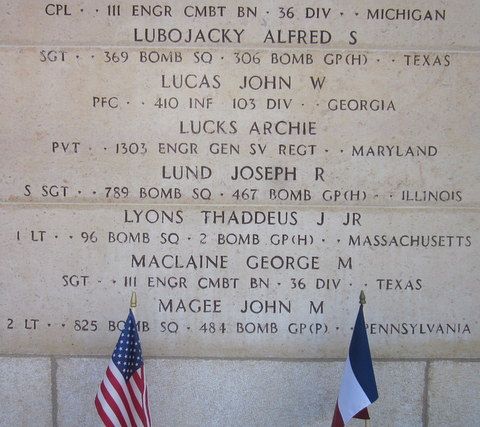 CPL · · 111 ENGR CMBT BN · 36 DIV · · MICHIGAN
LUBOJACKY ALFRED S
SGT · · 369 BOMB SQ · 306 BOMB GP(H) · · TEXAS
LUCAS JOHN W
PFC · · 410 INF 103 DIV · · GEORGIA
LUCKS ARCHIE
PVT · · 1303 ENGR GEN SV REGT · · MARYLAND
LUND JOSEPH R
S SGT · · 789 BOMB SQ · 467 BOMB GP(H) · · ILLINOIS
LYONS THADDEUS J JR
1 LT · · 96 BOMB SQ · 2 BOMB GP(H) · · MASSACHUSETTS
MACLAINE GEORGE M
SGT · · 111 ENGR CMBT BN · 36 DIV · · TEXAS
MAGEE JOHN M
2 LT · · 825 BOMB SQ · 484 BOMB GP(P) · · PENNSYLVANIA